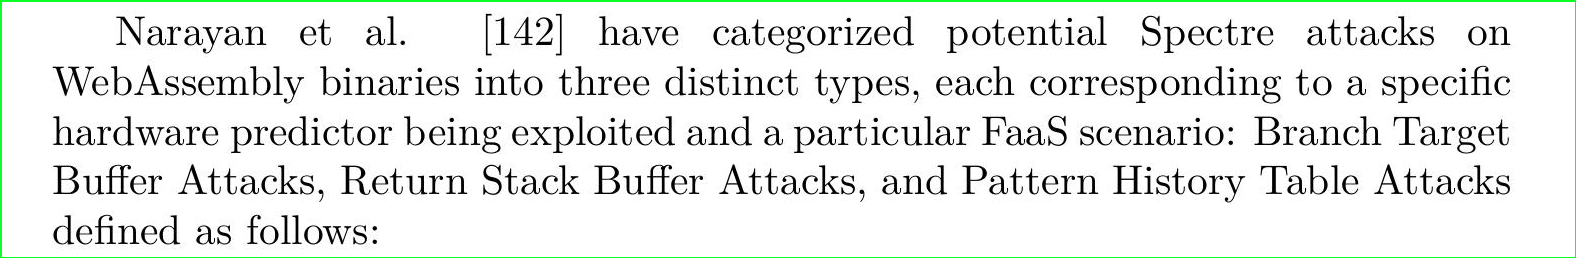 Narayan et al. [142] have categorized potential Spectre attacks on
WebAssembly binaries into three distinct types, each corresponding to a specific
hardware predictor being exploited and a particular FaaS scenario: Branch Target
Buffer Attacks, Return Stack Buffer Attacks, and Pattern History Table Attacks
defined as follows: